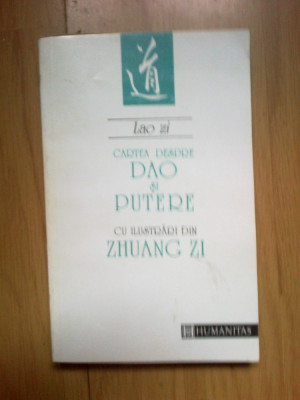 道
Lao zi
CARTEA DESPRE
DAO
și
PUTERE
CU ILUSTRĂRI DIN
ZHUANG ZI
HUMANITAS